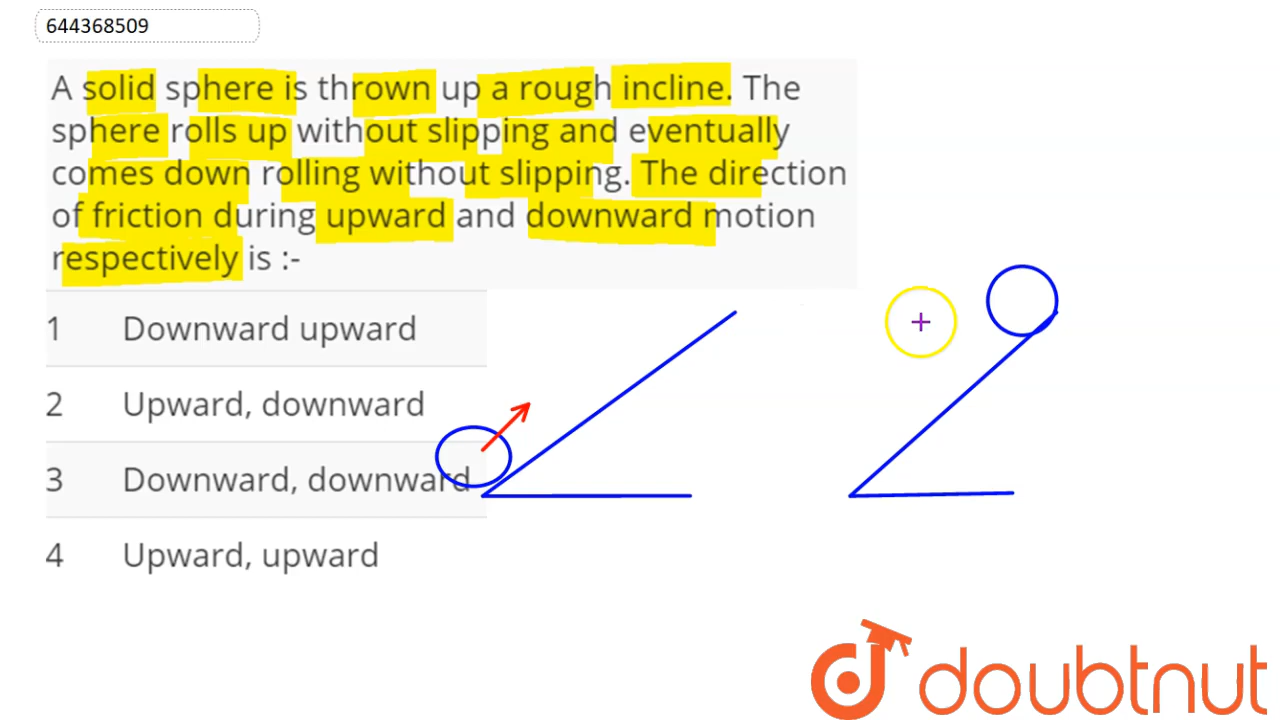 644368509
A solid sphere is thrown up a rough incline. The
sphere rolls up without slipping and eventually
comes down rolling without slipping. The direction
of friction during upward and downward motion
respectively is :-
1 Downward upward
2 Upward, downward
3 Downward, downward
4 Upward, upward
doubtnut